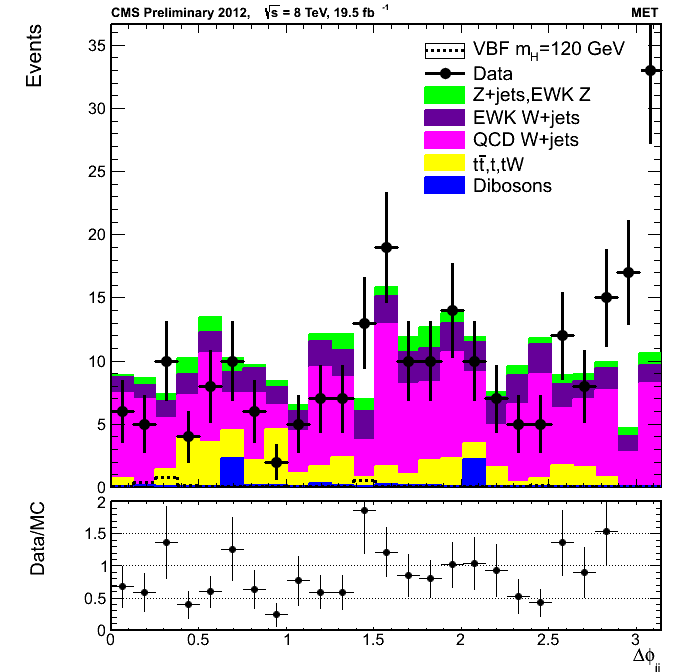 CMS Preliminary 2012, √s = 8 TeV, 19.5 fb⁻¹ MET
Events
35
30
25
20
15
10
5
0
VBF m_H=120 GeV
Data
Z+jets,EWK Z
EWK W+jets
QCD W+jets
tt̄,t,tW
Dibosons
Data/MC
2
1.5
1
0.5
0
0 0.5 1 1.5 2 2.5 3
Δϕ_jj